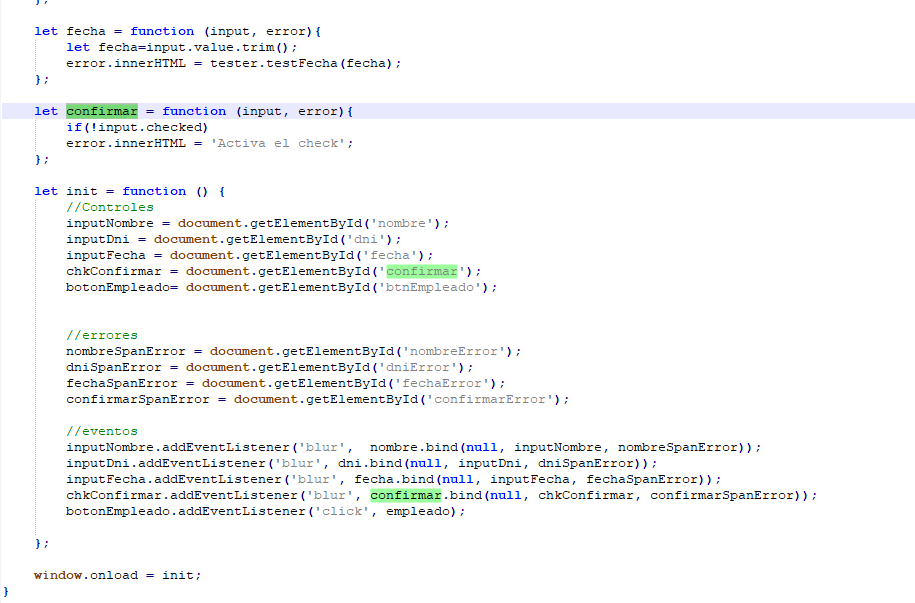 };
let fecha = function (input, error){
let fecha=input.value.trim();
error.innerHTML = tester.testFecha(fecha);
};
let confirmar = function (input, error){
if(!input.checked)
error.innerHTML = 'Activa el check';
};
let init = function () {
//Controles
inputNombre = document.getElementById('nombre');
inputDni = document.getElementById('dni');
inputFecha = document.getElementById('fecha');
chkConfirmar = document.getElementById('confirmar');
botonEmpleado= document.getElementById('btnEmpleado');
//errores
nombreSpanError = document.getElementById('nombreError');
dniSpanError = document.getElementById('dniError');
fechaSpanError = document.getElementById('fechaError');
confirmarSpanError = document.getElementById('confirmarError');
//eventos
inputNombre.addEventListener('blur',  nombre.bind(null, inputNombre, nombreSpanError));
inputDni.addEventListener('blur', dni.bind(null, inputDni, dniSpanError));
inputFecha.addEventListener('blur', fecha.bind(null, inputFecha, fechaSpanError));
chkConfirmar.addEventListener('blur', confirmar.bind(null, chkConfirmar, confirmarSpanError));
botonEmpleado.addEventListener('click', empleado);
};
window.onload = init;
}